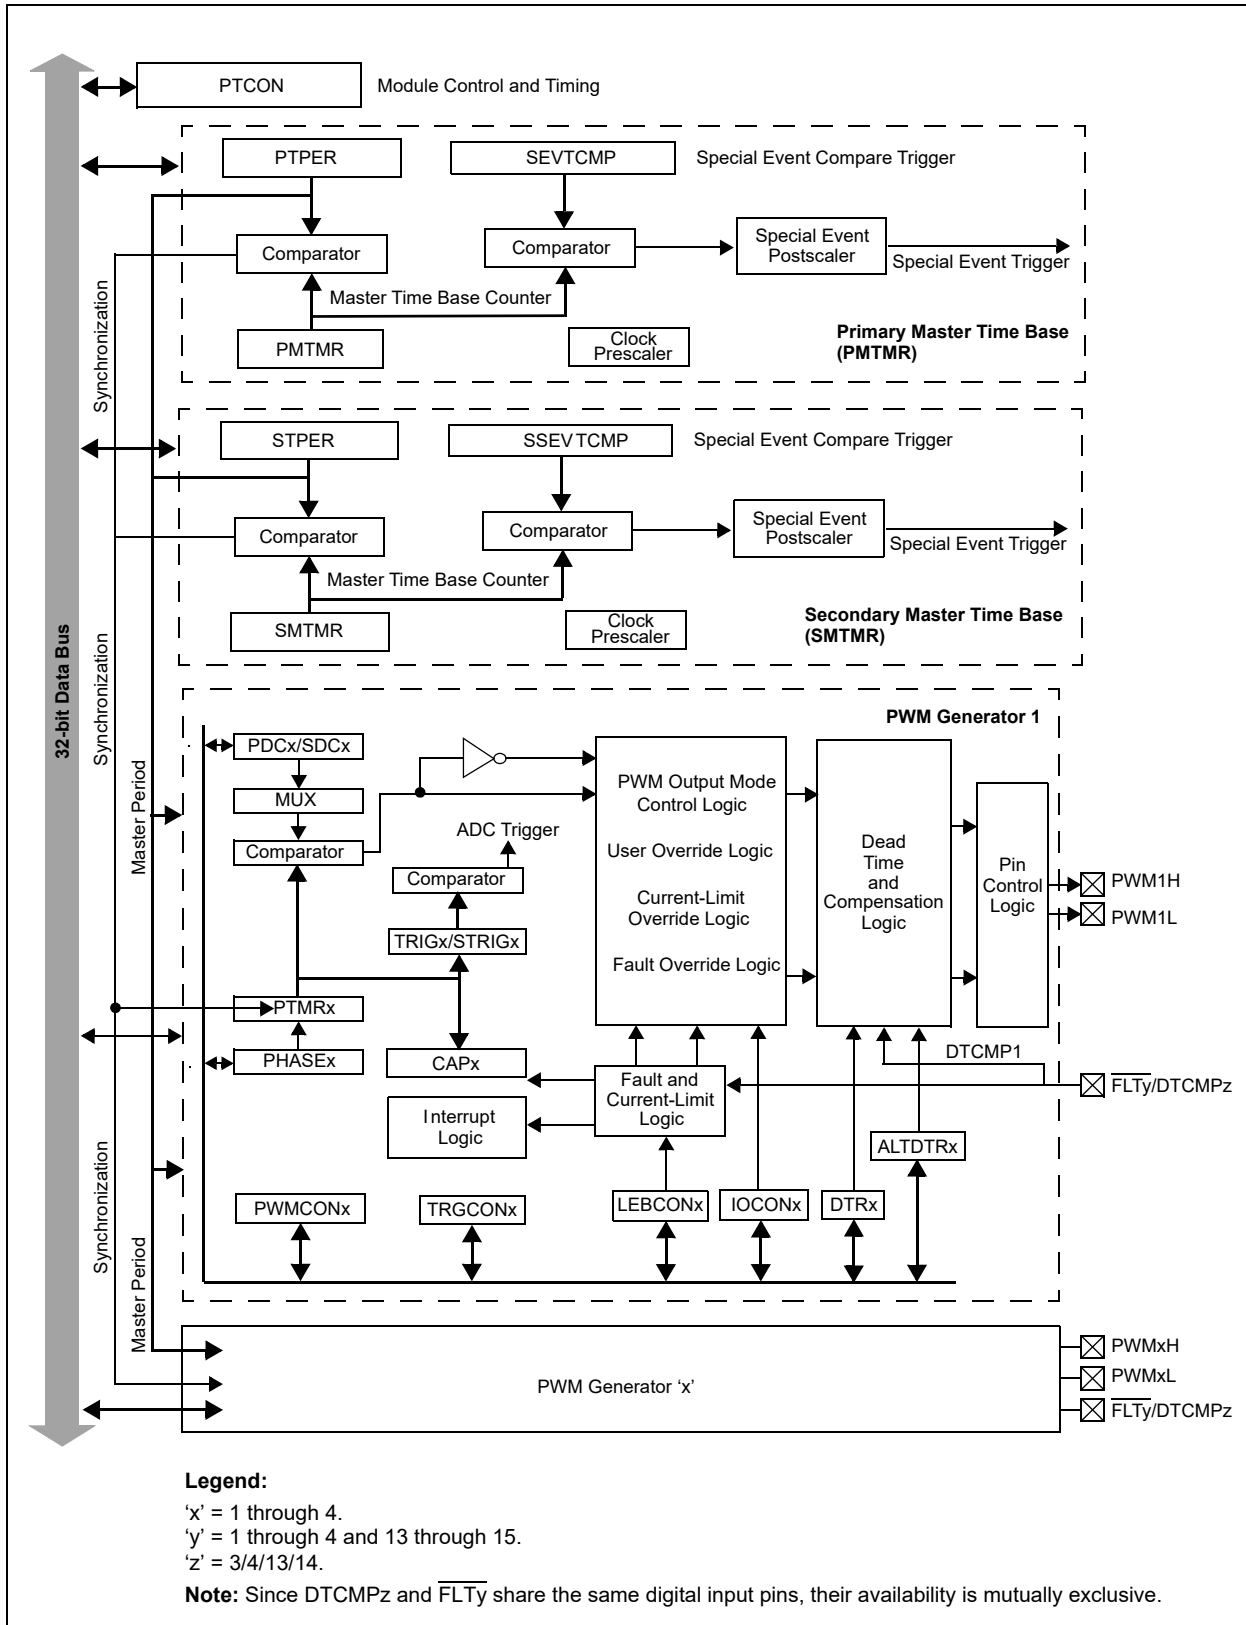 PTCON
Module Control and Timing
PTPER
SEVTCMP
Special Event Compare Trigger
Comparator
Comparator
Special Event
Postscaler
Special Event Trigger
Master Time Base Counter
PMTMR
Clock
Prescaler
Primary Master Time Base
(PMTMR)
Synchronization
STPER
SSEVTCMP
Special Event Compare Trigger
Comparator
Comparator
Special Event
Postscaler
Special Event Trigger
Master Time Base Counter
SMTMR
Clock
Prescaler
Secondary Master Time Base
(SMTMR)
Synchronization
32-bit Data Bus
Master Period
PWM Generator 1
PDCx/SDCx
MUX
Comparator
ADC Trigger
Comparator
TRIGx/STRIGx
PTMRx
PHASEx
CAPx
Interrupt
Logic
PWM Output Mode
Control Logic
User Override Logic
Current-Limit
Override Logic
Fault Override Logic
Dead
Time
and
Compensation
Logic
Pin
Control
Logic
PWM1H
PWM1L
DTCMP1
FLTy/DTCMPz
Fault and
Current-Limit
Logic
ALTDTRx
PWMCONx
TRGCONx
LEBCONx
IOCONx
DTRx
Synchronization
Master Period
PWM Generator ‘x’
PWMxH
PWMxL
FLTy/DTCMPz
Legend:
‘x’ = 1 through 4.
‘y’ = 1 through 4 and 13 through 15.
‘z’ = 3/4/13/14.
Note: Since DTCMPz and FLTy share the same digital input pins, their availability is mutually exclusive.